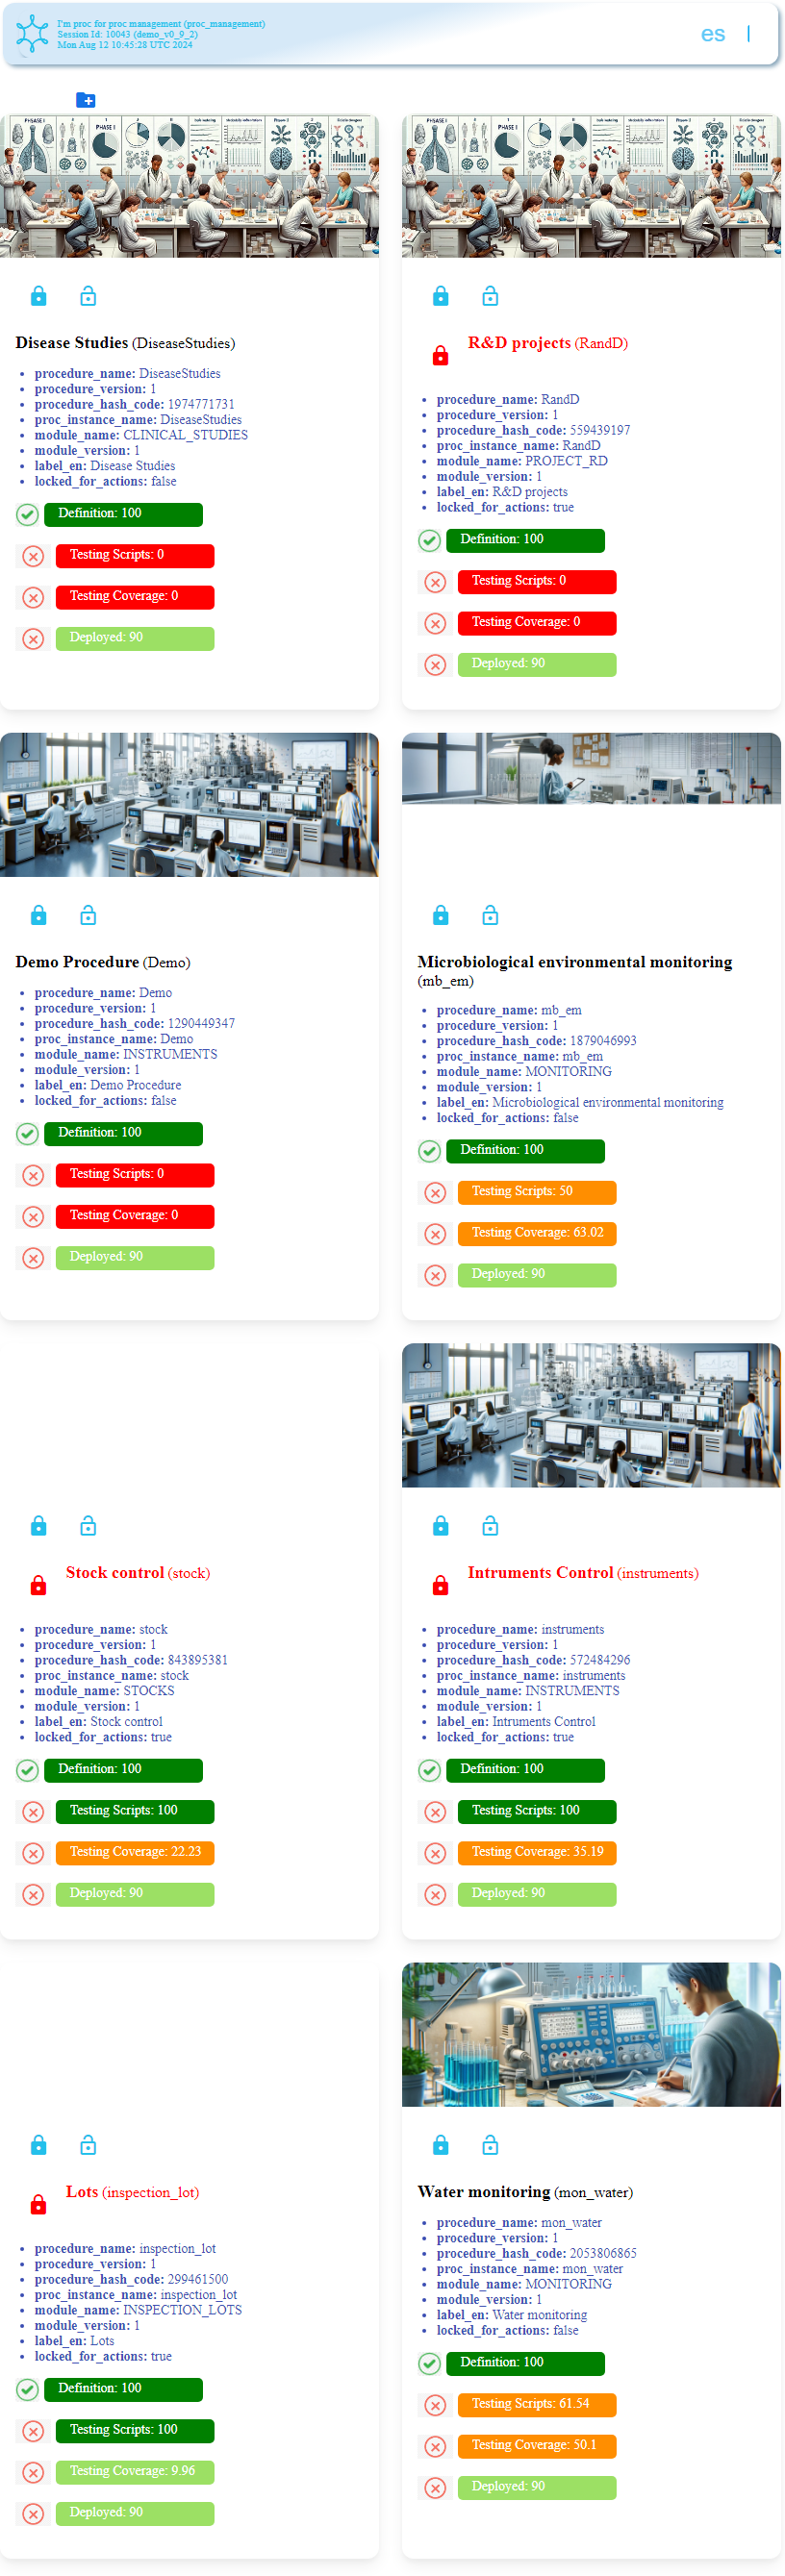 I'm proc for proc management (proc_management)
Session Id: 10043 (demo_v0_9_2)
Mon Aug 12 10:45:28 UTC 2024
es
PHASE I
PHASE I
Disease Studies (DiseaseStudies)
procedure_name: DiseaseStudies
procedure_version: 1
procedure_hash_code: 1974771731
proc_instance_name: DiseaseStudies
module_name: CLINICAL_STUDIES
module_version: 1
label_en: Disease Studies
locked_for_actions: false
Definition: 100
Testing Scripts: 0
Testing Coverage: 0
Deployed: 90
PHASE I
PHASE I
R&D projects (RandD)
procedure_name: RandD
procedure_version: 1
procedure_hash_code: 559439197
proc_instance_name: RandD
module_name: PROJECT_RD
module_version: 1
label_en: R&D projects
locked_for_actions: true
Definition: 100
Testing Scripts: 0
Testing Coverage: 0
Deployed: 90
Demo Procedure (Demo)
procedure_name: Demo
procedure_version: 1
procedure_hash_code: 1290449347
proc_instance_name: Demo
module_name: INSTRUMENTS
module_version: 1
label_en: Demo Procedure
locked_for_actions: false
Definition: 100
Testing Scripts: 0
Testing Coverage: 0
Deployed: 90
Microbiological environmental monitoring
(mb_em)
procedure_name: mb_em
procedure_version: 1
procedure_hash_code: 1879046993
proc_instance_name: mb_em
module_name: MONITORING
module_version: 1
label_en: Microbiological environmental monitoring
locked_for_actions: false
Definition: 100
Testing Scripts: 50
Testing Coverage: 63.02
Deployed: 90
Stock control (stock)
procedure_name: stock
procedure_version: 1
procedure_hash_code: 843895381
proc_instance_name: stock
module_name: STOCKS
module_version: 1
label_en: Stock control
locked_for_actions: true
Definition: 100
Testing Scripts: 100
Testing Coverage: 22.23
Deployed: 90
Intruments Control (instruments)
procedure_name: instruments
procedure_version: 1
procedure_hash_code: 572484296
proc_instance_name: instruments
module_name: INSTRUMENTS
module_version: 1
label_en: Intruments Control
locked_for_actions: true
Definition: 100
Testing Scripts: 100
Testing Coverage: 35.19
Deployed: 90
Lots (inspection_lot)
procedure_name: inspection_lot
procedure_version: 1
procedure_hash_code: 299461500
proc_instance_name: inspection_lot
module_name: INSPECTION_LOTS
module_version: 1
label_en: Lots
locked_for_actions: true
Definition: 100
Testing Scripts: 100
Testing Coverage: 9.96
Deployed: 90
Water monitoring (mon_water)
procedure_name: mon_water
procedure_version: 1
procedure_hash_code: 2053806865
proc_instance_name: mon_water
module_name: MONITORING
module_version: 1
label_en: Water monitoring
locked_for_actions: false
Definition: 100
Testing Scripts: 61.54
Testing Coverage: 50.1
Deployed: 90